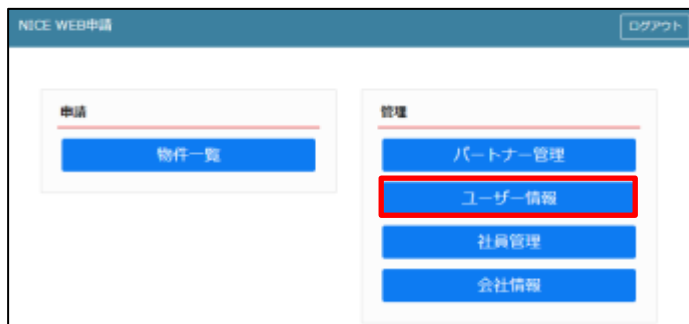 NICE WEB申請
ログアウト
申請
物件一覧
管理
パートナー管理
ユーザー情報
社員管理
会社情報